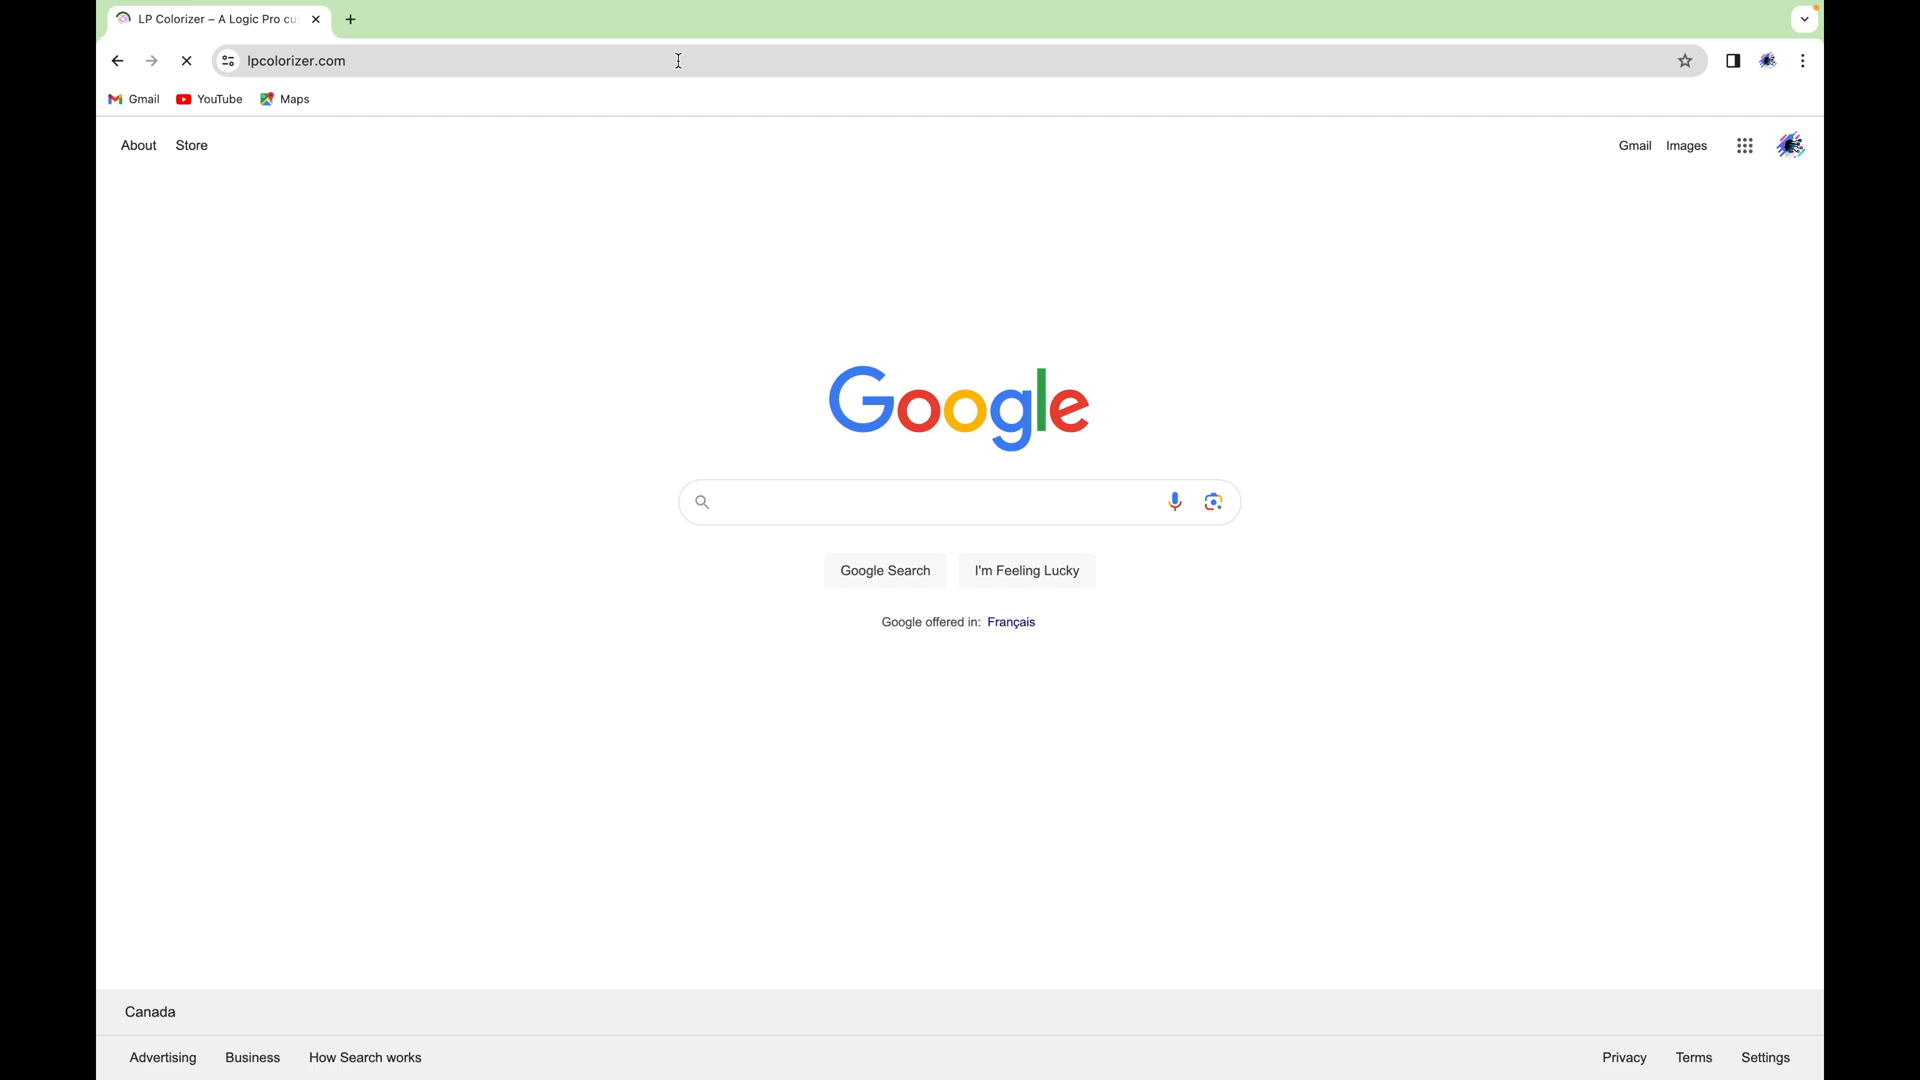 LP Colorizer – A Logic Pro cu
lpcolorizer.com
Gmail YouTube Maps
About Store Gmail Images
Google
Google Search I'm Feeling Lucky
Google offered in: Français
Canada
Advertising Business How Search works Privacy Terms Settings